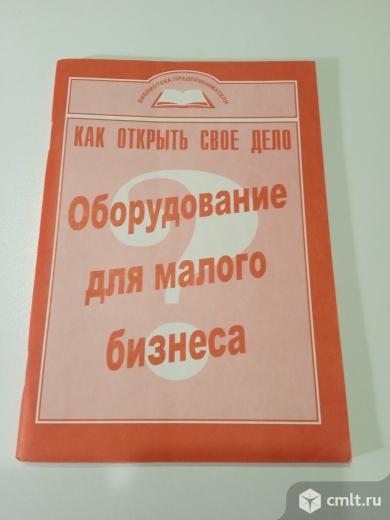 БИБЛИОТЕКА ПРЕДПРИНИМАТЕЛЯ
КАК ОТКРЫТЬ СВОЕ ДЕЛО
?
Оборудование
для малого
бизнеса
cmlt.ru